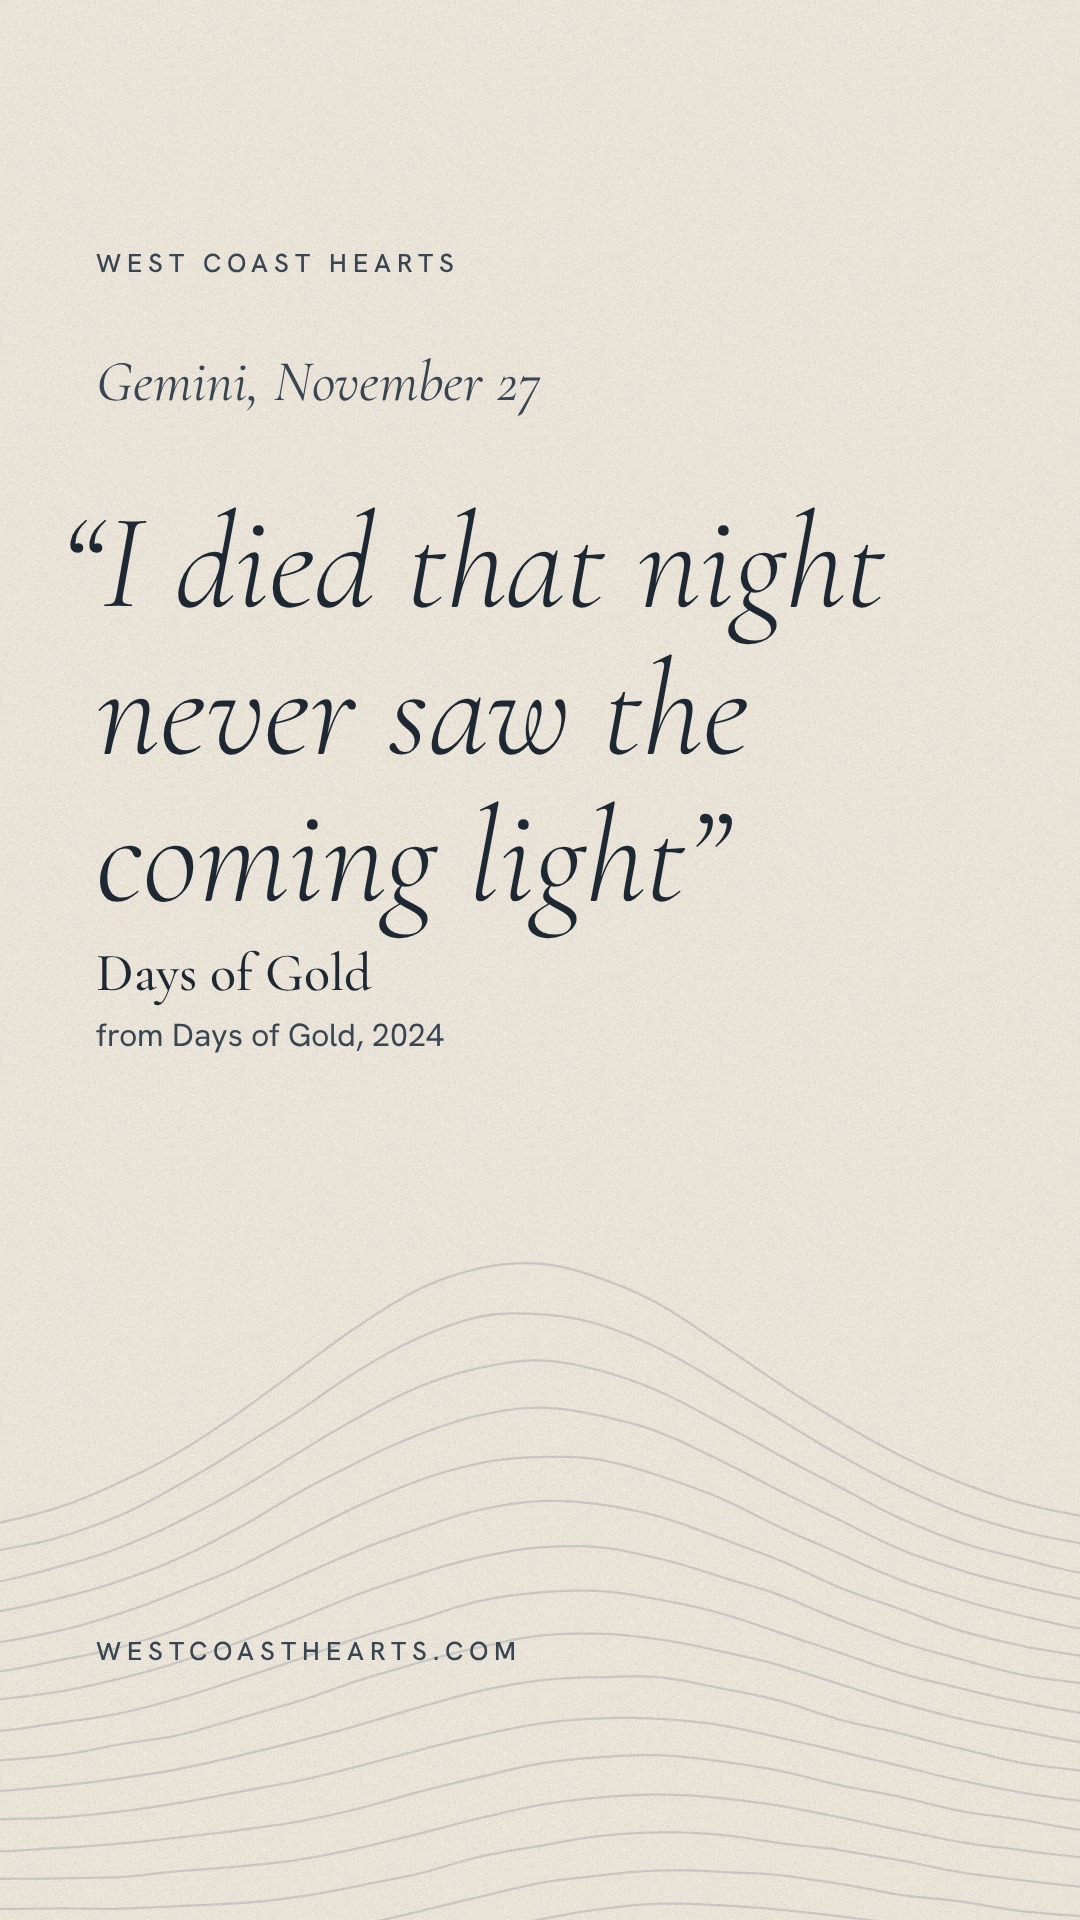 WEST COAST HEARTS
Gemini, November 27
“I died that night
never saw the
coming light”
Days of Gold
from Days of Gold, 2024
WESTCOASTHEARTS.COM